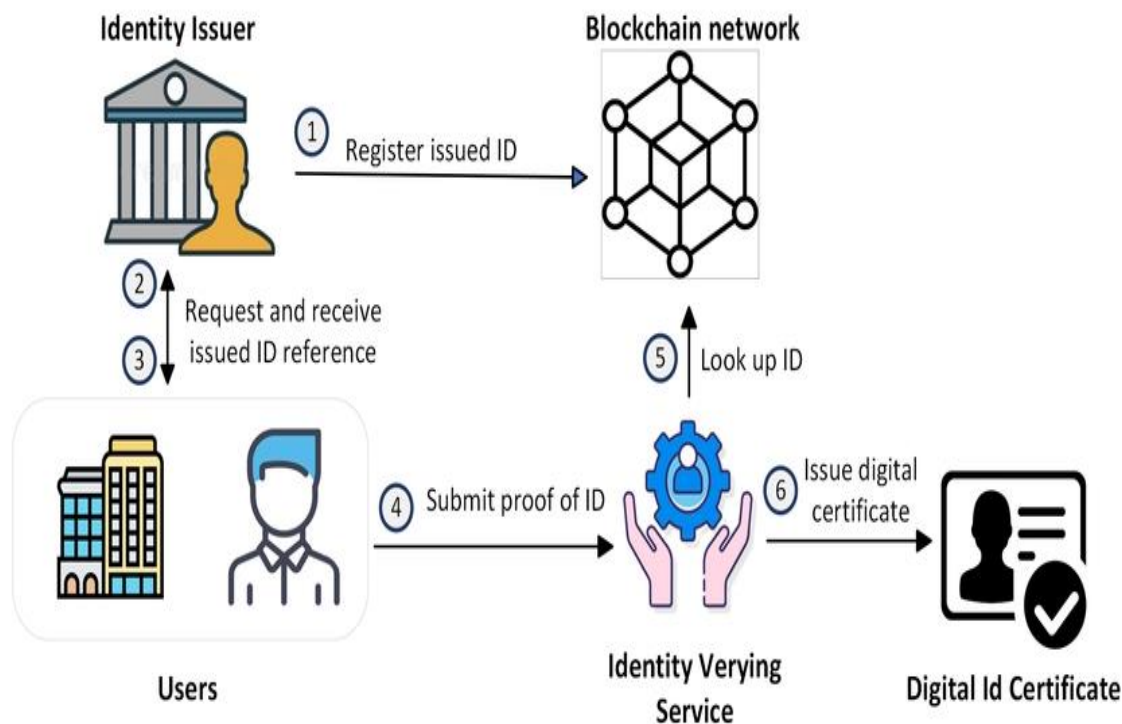 Identity Issuer
Blockchain network
1
Register issued ID
2
Request and receive
3
issued ID reference
5
Look up ID
4
Submit proof of ID
6
Issue digital
certificate
Users
Identity Verying
Service
Digital Id Certificate